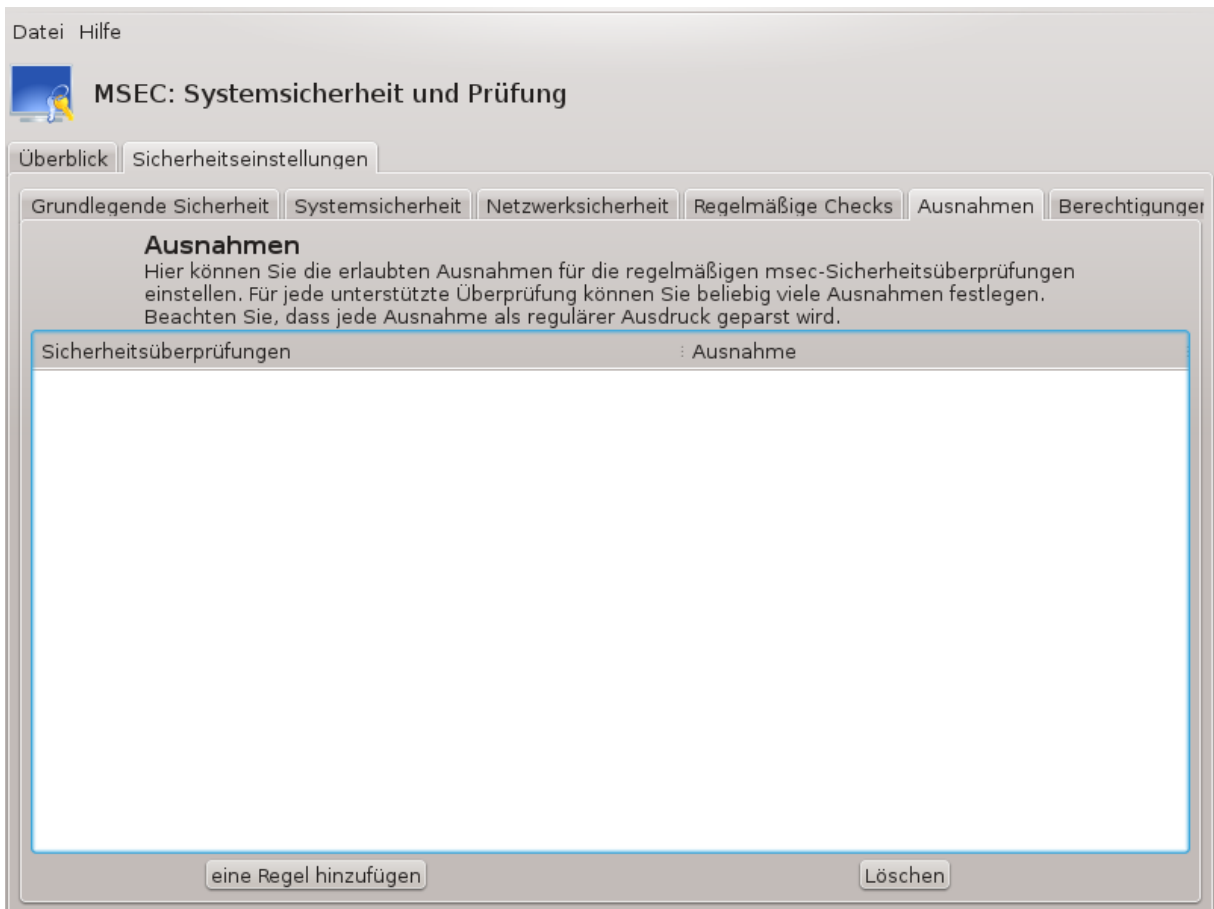 Datei Hilfe
MSEC: Systemsicherheit und Prüfung
Überblick Sicherheitseinstellungen
Grundlegende Sicherheit Systemsicherheit Netzwerksicherheit Regelmäßige Checks Ausnahmen Berechtigungen
Ausnahmen
Hier können Sie die erlaubten Ausnahmen für die regelmäßigen msec-Sicherheitsüberprüfungen
einstellen. Für jede unterstützte Überprüfung können Sie beliebig viele Ausnahmen festlegen.
Beachten Sie, dass jede Ausnahme als regulärer Ausdruck geparst wird.
Sicherheitsüberprüfungen Ausnahme
eine Regel hinzufügen Löschen